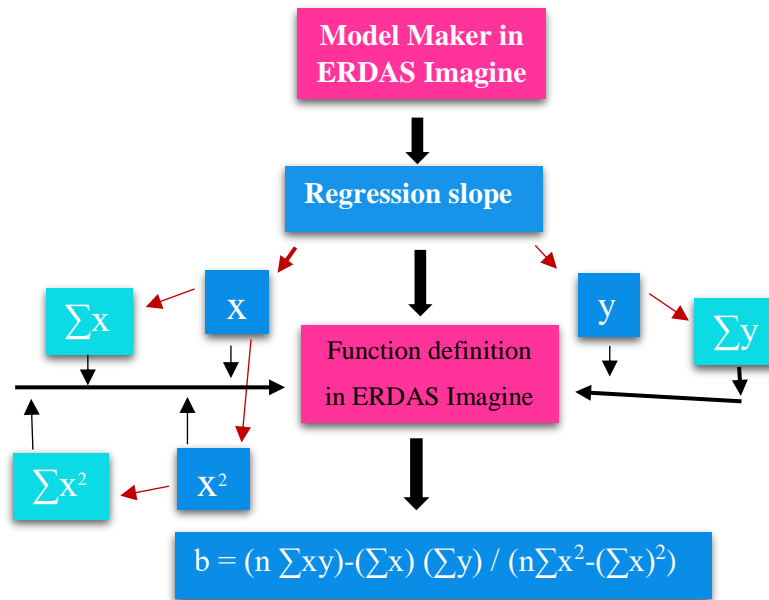 Model Maker in
ERDAS Imagine
Regression slope
∑x
x
y
∑y
Function definition
in ERDAS Imagine
∑x²
x²
b = (n ∑xy)-(∑x) (∑y) / (n∑x²-(∑x)²)